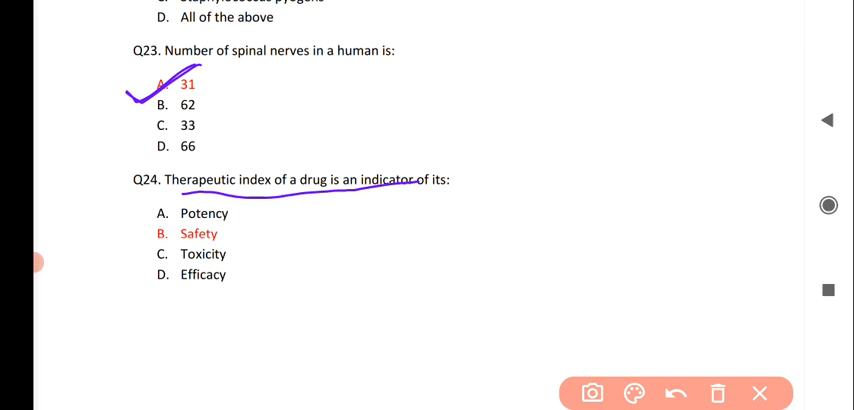 D. All of the above
Q23. Number of spinal nerves in a human is:
A. 31
B. 62
C. 33
D. 66
Q24. Therapeutic index of a drug is an indicator of its:
A. Potency
B. Safety
C. Toxicity
D. Efficacy